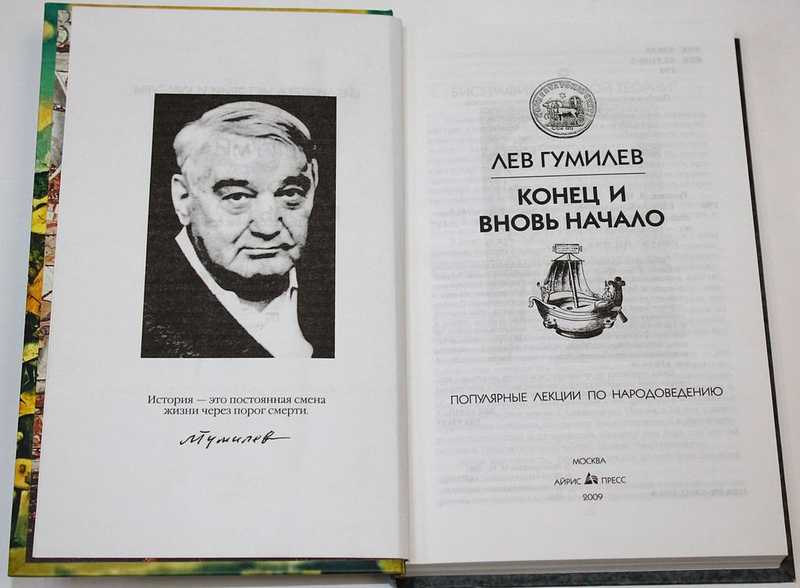 История — это постоянная смена
жизни через порог смерти.
ЛГумилев
ЛЕВ ГУМИЛЕВ
КОНЕЦ И
ВНОВЬ НАЧАЛО
ПОПУЛЯРНЫЕ ЛЕКЦИИ ПО НАРОДОВЕДЕНИЮ
МОСКВА
АЙРИС ПРЕСС
2009